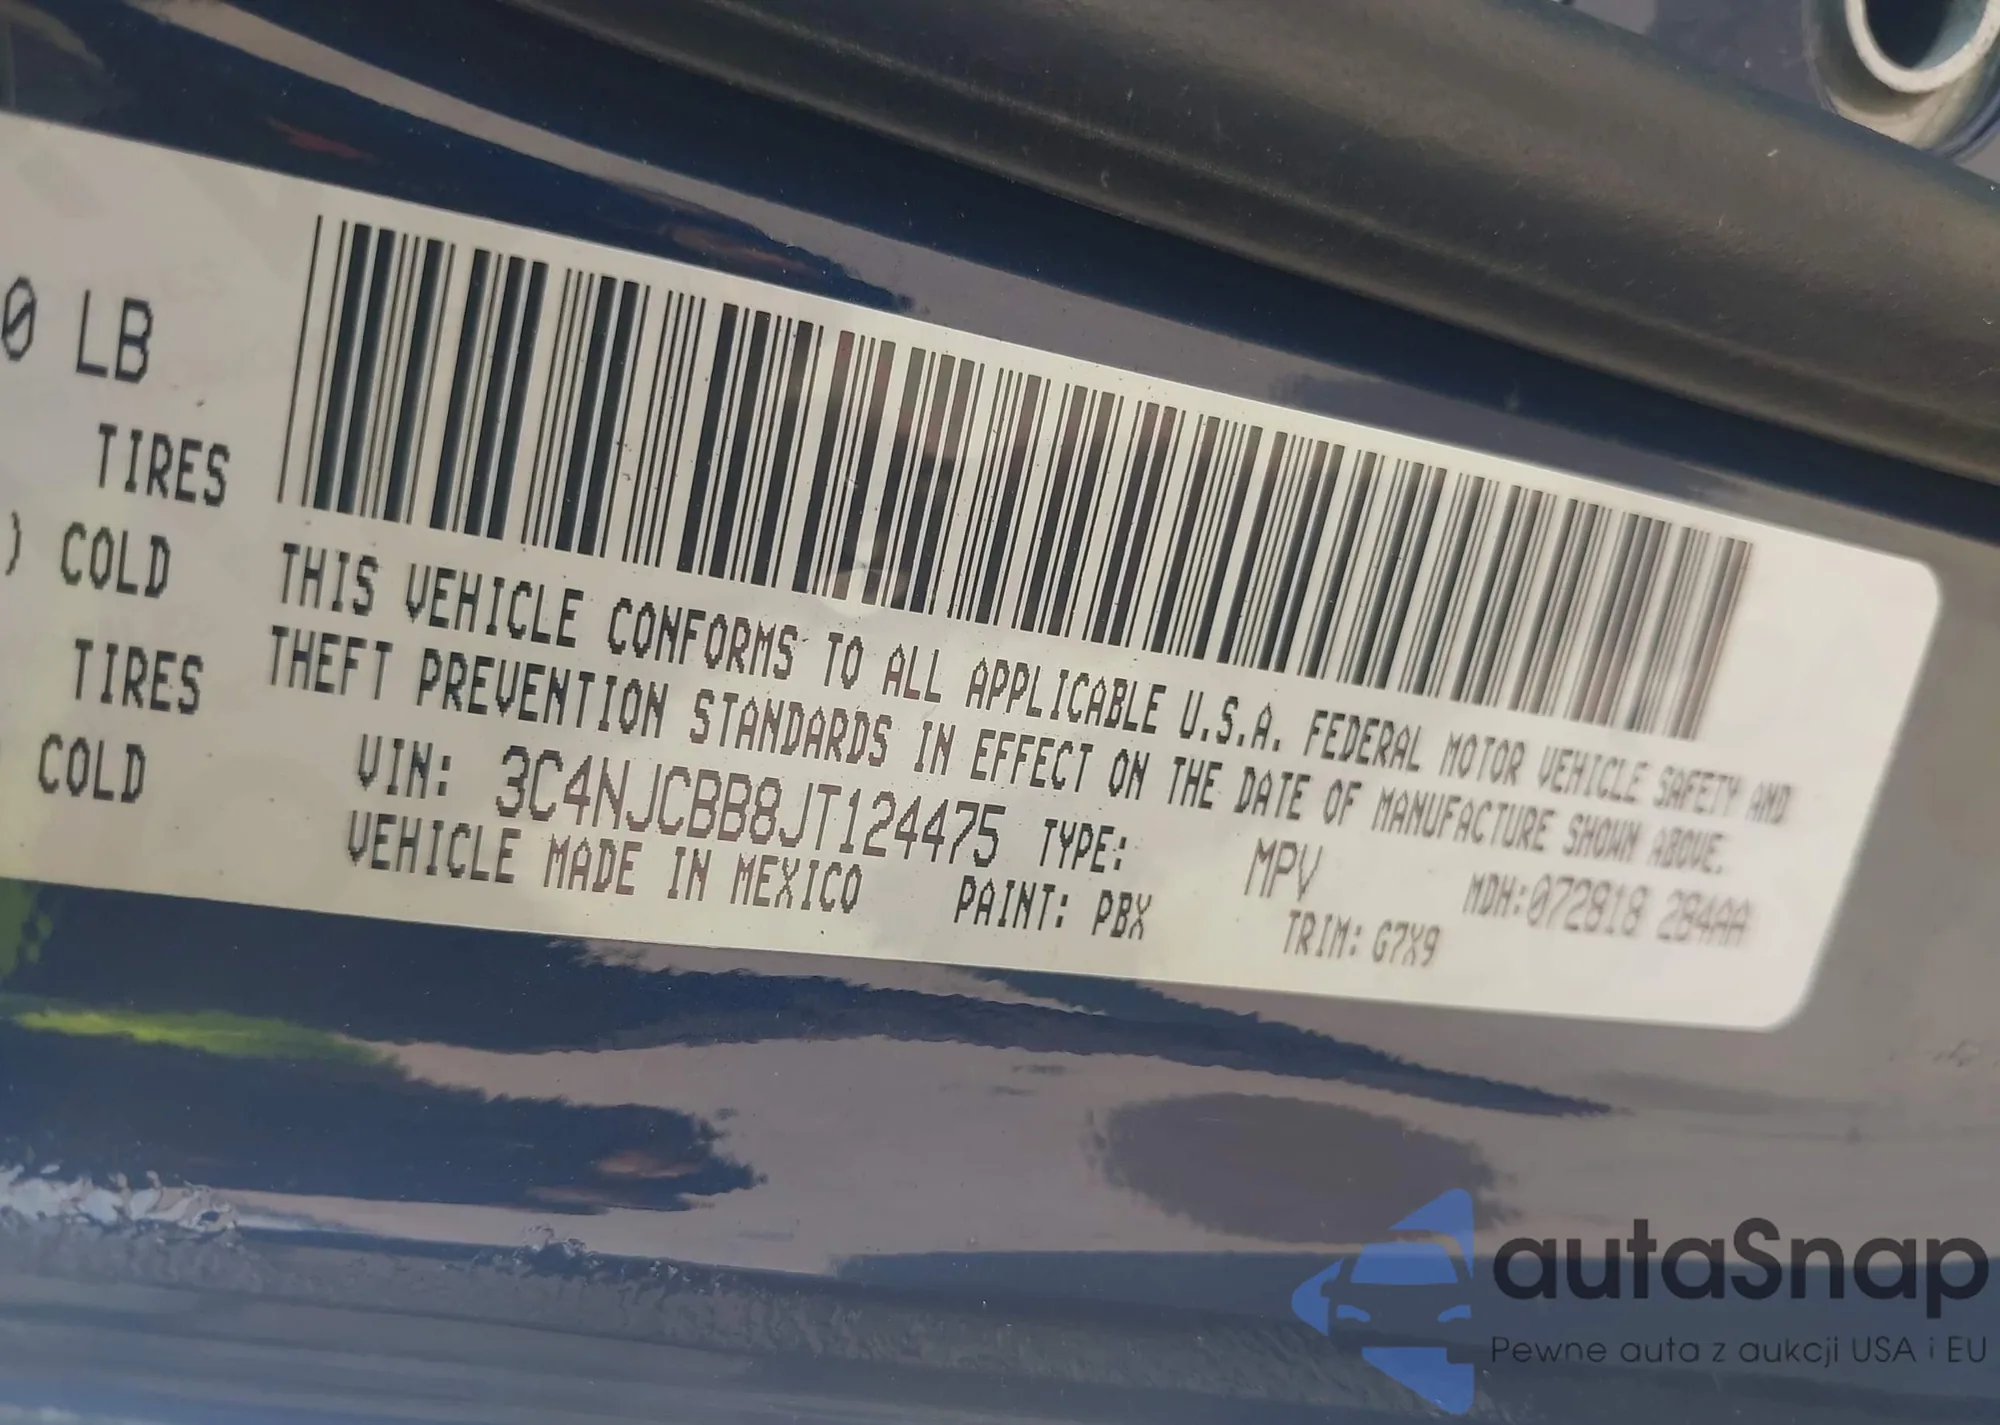 0 LB
TIRES
) COLD
TIRES
COLD
THIS VEHICLE CONFORMS TO ALL APPLICABLE U.S.A. FEDERAL MOTOR VEHICLE SAFETY AND
THEFT PREVENTION STANDARDS IN EFFECT ON THE DATE OF MANUFACTURE SHOWN ABOVE.
VIN: 3C4NJCBB8JT124475 TYPE: MPV MDH:072818 284AA
VEHICLE MADE IN MEXICO PAINT: PBX TRIM: G7X9
autaSnap
Pewne auta z aukcji USA i EU